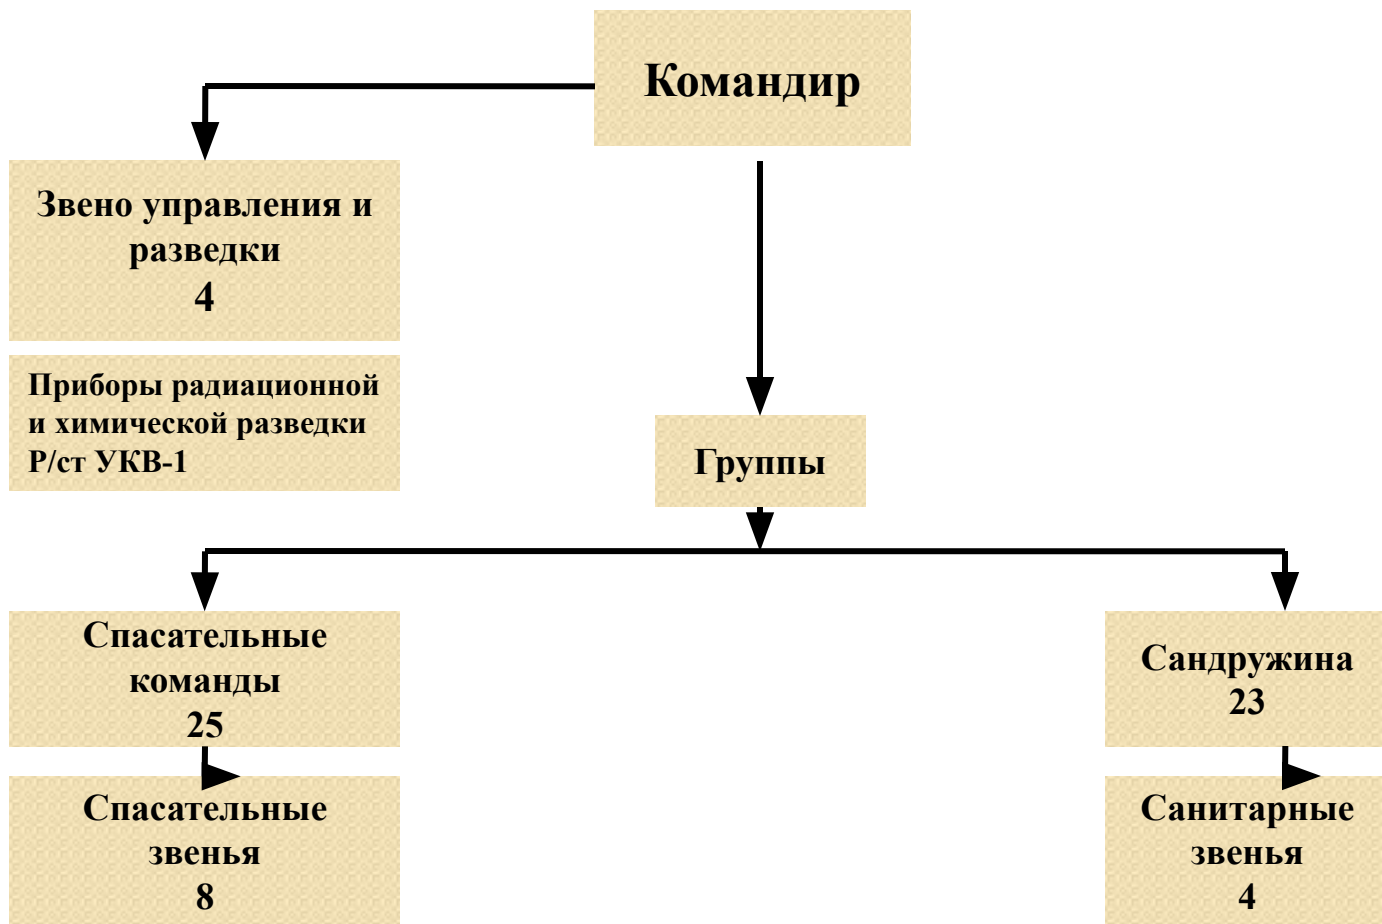 Командир
Звено управления и
разведки
4
Приборы радиационной
и химической разведки
Р/ст УКВ-1
Группы
Спасательные
команды
25
Сандружина
23
Спасательные
звенья
8
Санитарные
звенья
4